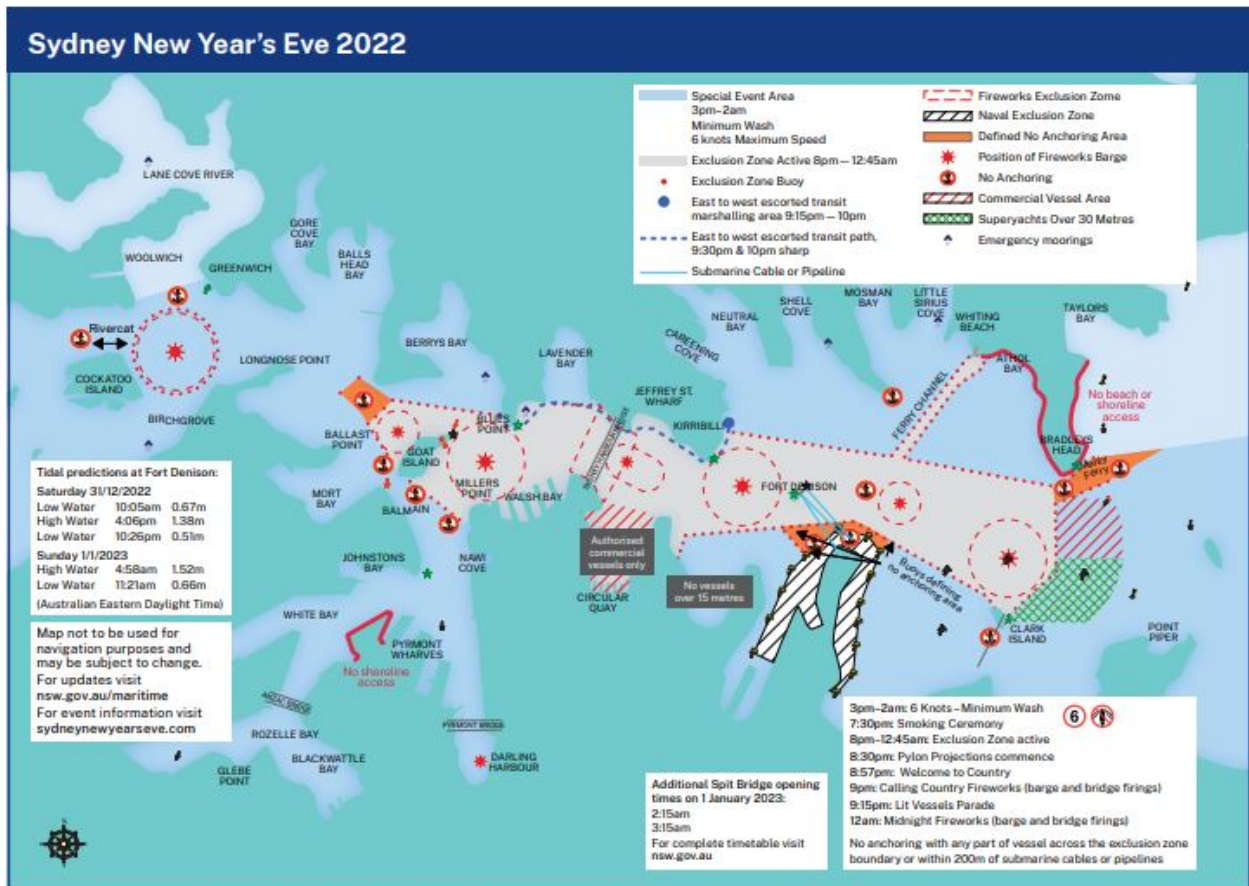 Sydney New Year's Eve 2022
Special Event Area
3pm–2am
Minimum Wash
6 knots Maximum Speed
Exclusion Zone Active 8pm — 12:45am
Exclusion Zone Buoy
East to west escorted transit
marshalling area 9:15pm — 10pm
East to west escorted transit path,
9:30pm & 10pm sharp
Submarine Cable or Pipeline
Fireworks Exclusion Zome
Naval Exclusion Zone
Defined No Anchoring Area
Position of Fireworks Barge
No Anchoring
Commercial Vessel Area
Superyachts Over 30 Metres
Emergency moorings
LANE COVE RIVER
WOOLWICH
GREENWICH
GORE
COVE
BAY
BALLS
HEAD
BAY
Rivercat
COCKATOO
ISLAND
LONGNOSE POINT
BIRCHGROVE
BERRYS BAY
LAVENDER
BAY
CAREENING
COVE
NEUTRAL
BAY
SHELL
COVE
MOSMAN
BAY
LITTLE
SIRIUS
COVE
WHITING
BEACH
TAYLORS
BAY
ATHOL
BAY
No beach or
shoreline
access
BRADLEYS
HEAD
FERRY CHANNEL
JEFFREY ST.
WHARF
KIRRIBILLI
BLUES
POINT
BALLAST
POINT
GOAT
ISLAND
MILLERS
POINT
WALSH BAY
FORT DENISON
MORT
BAY
BALMAIN
JOHNSTONS
BAY
NAWI
COVE
Authorised
commercial
vessels only
CIRCULAR
QUAY
No vessels
over 15 metres
Buoys defining
no anchoring area
CLARK
ISLAND
POINT
PIPER
WHITE BAY
PYRMONT
WHARVES
No shoreline
access
ANZAC BRIDGE
PYRMONT BRIDGE
ROZELLE BAY
BLACKWATTLE
BAY
GLEBE
POINT
DARLING
HARBOUR
Tidal predictions at Fort Denison:
Saturday 31/12/2022
Low Water 10:05am 0.67m
High Water 4:06pm 1.38m
Low Water 10:26pm 0.51m
Sunday 1/1/2023
High Water 4:58am 1.52m
Low Water 11:21am 0.66m
(Australian Eastern Daylight Time)
Map not to be used for
navigation purposes and
may be subject to change.
For updates visit
nsw.gov.au/maritime
For event information visit
sydneynewyearseve.com
Additional Spit Bridge opening
times on 1 January 2023:
2:15am
3:15am
For complete timetable visit
nsw.gov.au
3pm–2am: 6 Knots – Minimum Wash
6
7:30pm: Smoking Ceremony
8pm–12:45am: Exclusion Zone active
8:30pm: Pylon Projections commence
8:57pm: Welcome to Country
9pm: Calling Country Fireworks (barge and bridge firings)
9:15pm: Lit Vessels Parade
12am: Midnight Fireworks (barge and bridge firings)
No anchoring with any part of vessel across the exclusion zone
boundary or within 200m of submarine cables or pipelines